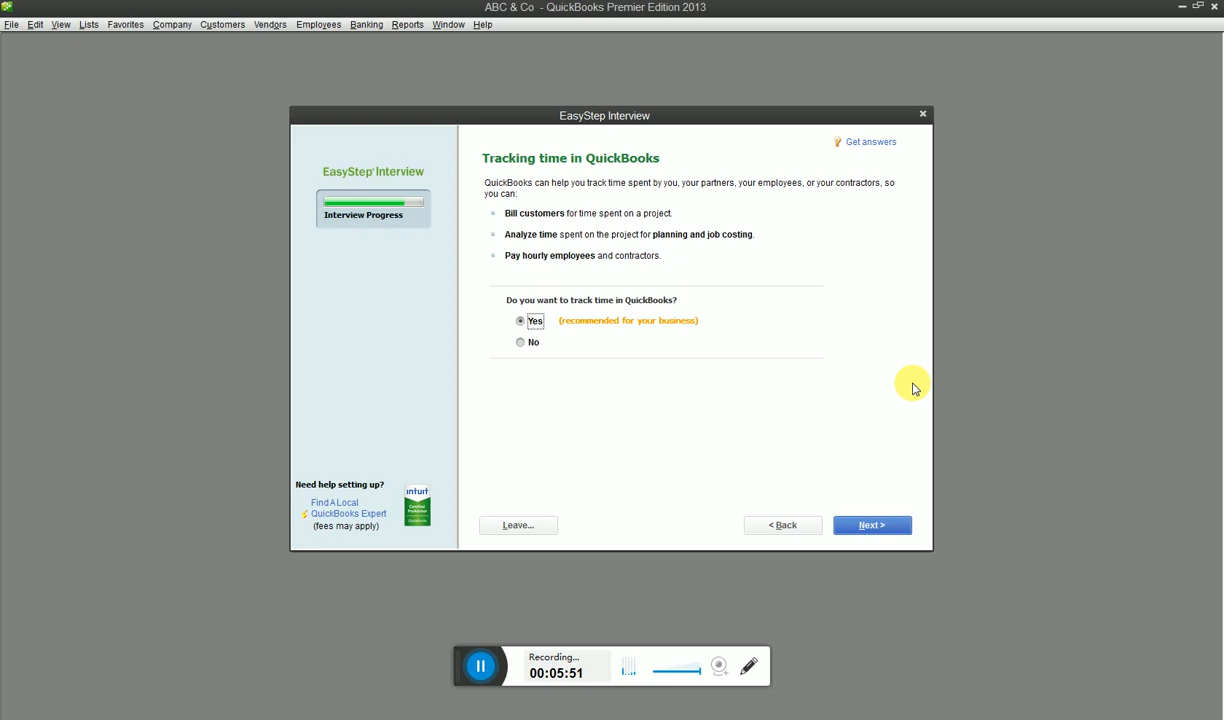 ABC & Co - QuickBooks Premier Edition 2013
File Edit View Lists Favorites Company Customers Vendors Employees Banking Reports Window Help
EasyStep Interview
Get answers
EasyStep Interview
Interview Progress
Tracking time in QuickBooks
QuickBooks can help you track time spent by you, your partners, your employees, or your contractors, so
you can:
Bill customers for time spent on a project.
Analyze time spent on the project for planning and job costing.
Pay hourly employees and contractors.
Do you want to track time in QuickBooks?
Yes (recommended for your business)
No
Need help setting up?
Find A Local
QuickBooks Expert
(fees may apply)
intuit
Certified
ProAdvisor
QuickBooks
Leave...
< Back
Next >
Recording...
00:05:51